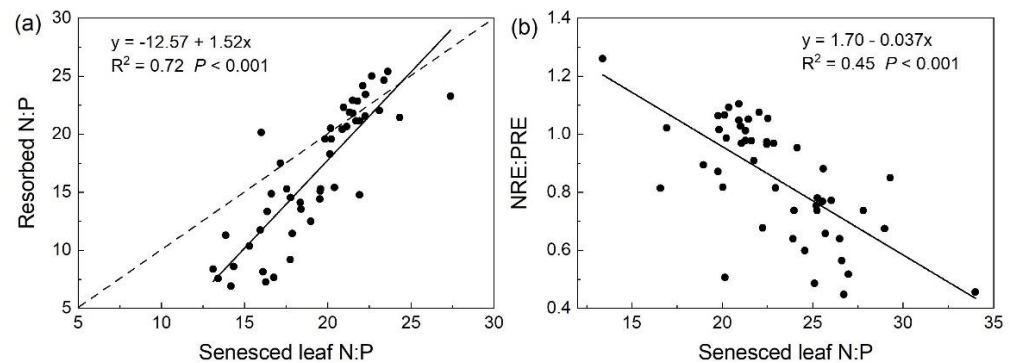 (a)
y = -12.57 + 1.52x
R² = 0.72 P < 0.001
Resorbed N:P
30
25
20
15
10
5
5 10 15 20 25 30
Senesced leaf N:P
(b)
y = 1.70 - 0.037x
R² = 0.45 P < 0.001
NRE:PRE
1.4
1.2
1.0
0.8
0.6
0.4
15 20 25 30 35
Senesced leaf N:P